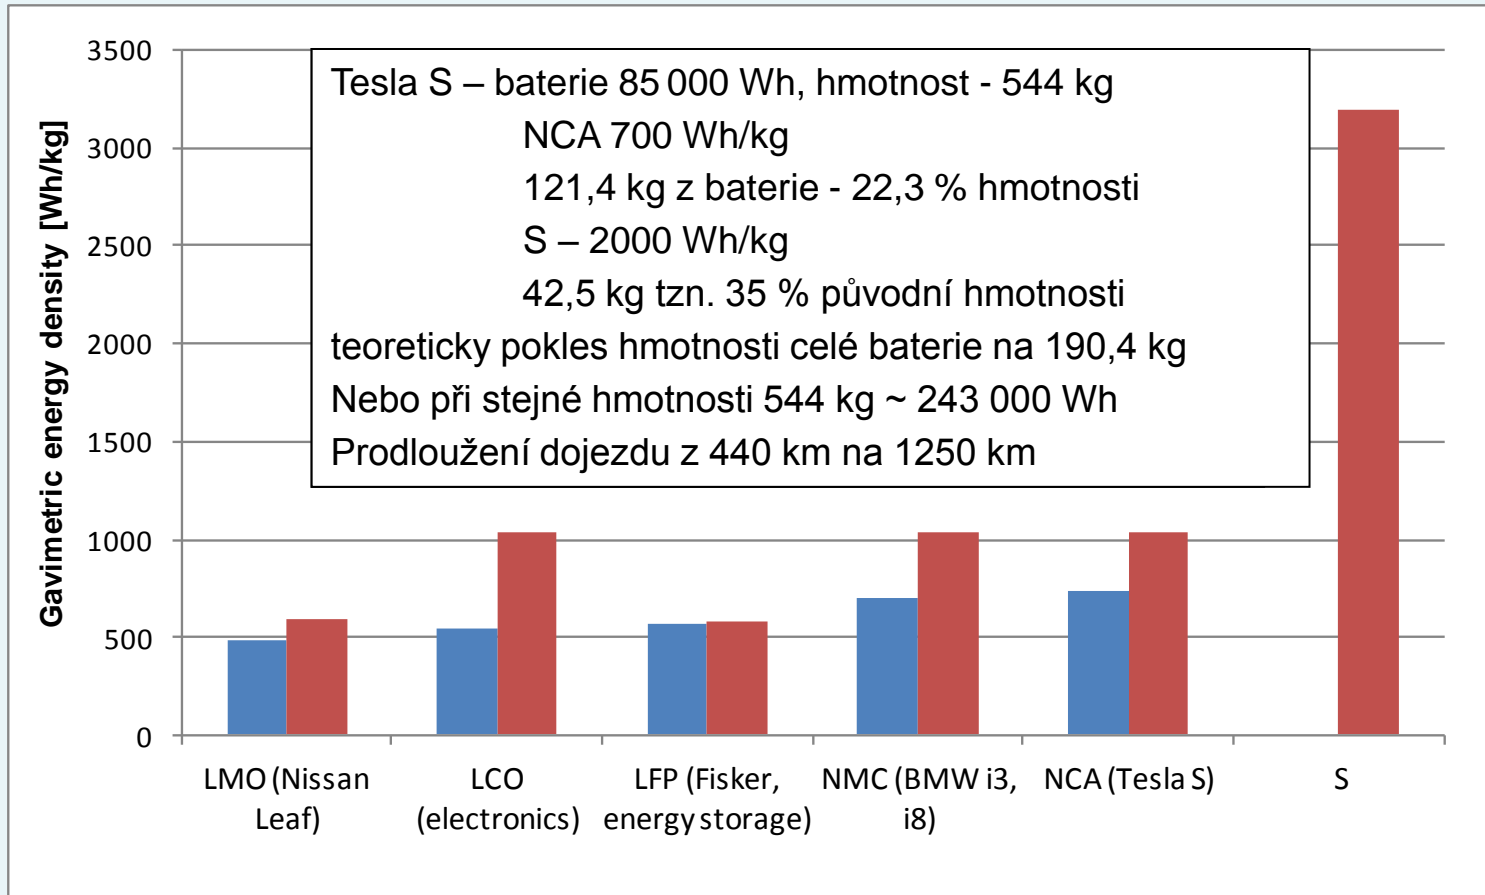 Gavimetric energy density [Wh/kg]
3500
3000
2500
2000
1500
1000
500
0
Tesla S – baterie 85 000 Wh, hmotnost - 544 kg
NCA 700 Wh/kg
121,4 kg z baterie - 22,3 % hmotnosti
S – 2000 Wh/kg
42,5 kg tzn. 35 % původní hmotnosti
teoreticky pokles hmotnosti celé baterie na 190,4 kg
Nebo při stejné hmotnosti 544 kg ~ 243 000 Wh
Prodloužení dojezdu z 440 km na 1250 km
LMO (Nissan
Leaf)
LCO
(electronics)
LFP (Fisker,
energy storage)
NMC (BMW i3,
i8)
NCA (Tesla S)
S